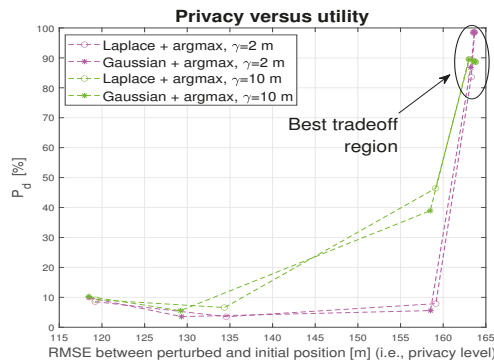 Privacy versus utility
Laplace + argmax, γ=2 m
Gaussian + argmax, γ=2 m
Laplace + argmax, γ=10 m
Gaussian + argmax, γ=10 m
Best tradeoff
region
P_d [%]
100
90
80
70
60
50
40
30
20
10
0
115 120 125 130 135 140 145 150 155 160 165
RMSE between perturbed and initial position [m] (i.e., privacy leve